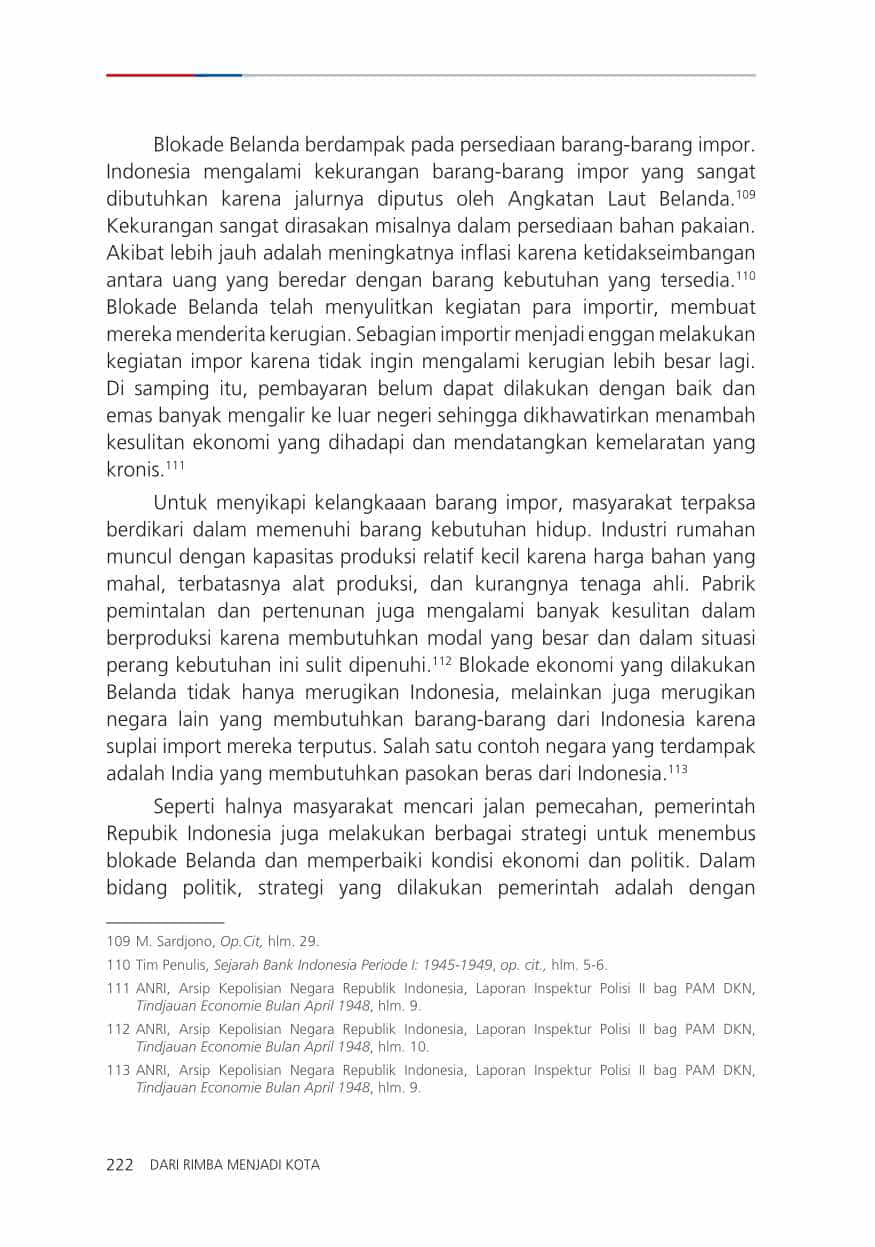 Blokade Belanda berdampak pada persediaan barang-barang impor.
Indonesia mengalami kekurangan barang-barang impor yang sangat
dibutuhkan karena jalurnya diputus oleh Angkatan Laut Belanda.109
Kekurangan sangat dirasakan misalnya dalam persediaan bahan pakaian.
Akibat lebih jauh adalah meningkatnya inflasi karena ketidakseimbangan
antara uang yang beredar dengan barang kebutuhan yang tersedia.110
Blokade Belanda telah menyulitkan kegiatan para importir, membuat
mereka menderita kerugian. Sebagian importir menjadi enggan melakukan
kegiatan impor karena tidak ingin mengalami kerugian lebih besar lagi.
Di samping itu, pembayaran belum dapat dilakukan dengan baik dan
emas banyak mengalir ke luar negeri sehingga dikhawatirkan menambah
kesulitan ekonomi yang dihadapi dan mendatangkan kemelaratan yang
kronis.111
Untuk menyikapi kelangkaaan barang impor, masyarakat terpaksa
berdikari dalam memenuhi barang kebutuhan hidup. Industri rumahan
muncul dengan kapasitas produksi relatif kecil karena harga bahan yang
mahal, terbatasnya alat produksi, dan kurangnya tenaga ahli. Pabrik
pemintalan dan pertenunan juga mengalami banyak kesulitan dalam
berproduksi karena membutuhkan modal yang besar dan dalam situasi
perang kebutuhan ini sulit dipenuhi.112 Blokade ekonomi yang dilakukan
Belanda tidak hanya merugikan Indonesia, melainkan juga merugikan
negara lain yang membutuhkan barang-barang dari Indonesia karena
suplai import mereka terputus. Salah satu contoh negara yang terdampak
adalah India yang membutuhkan pasokan beras dari Indonesia.113
Seperti halnya masyarakat mencari jalan pemecahan, pemerintah
Repubik Indonesia juga melakukan berbagai strategi untuk menembus
blokade Belanda dan memperbaiki kondisi ekonomi dan politik. Dalam
bidang politik, strategi yang dilakukan pemerintah adalah dengan
109 M. Sardjono, Op.Cit, hlm. 29.
110 Tim Penulis, Sejarah Bank Indonesia Periode I: 1945-1949, op. cit., hlm. 5-6.
111 ANRI, Arsip Kepolisian Negara Republik Indonesia, Laporan Inspektur Polisi II bag PAM DKN,
Tindjauan Economie Bulan April 1948, hlm. 9.
112 ANRI, Arsip Kepolisian Negara Republik Indonesia, Laporan Inspektur Polisi II bag PAM DKN,
Tindjauan Economie Bulan April 1948, hlm. 10.
113 ANRI, Arsip Kepolisian Negara Republik Indonesia, Laporan Inspektur Polisi II bag PAM DKN,
Tindjauan Economie Bulan April 1948, hlm. 9.
222 DARI RIMBA MENJADI KOTA